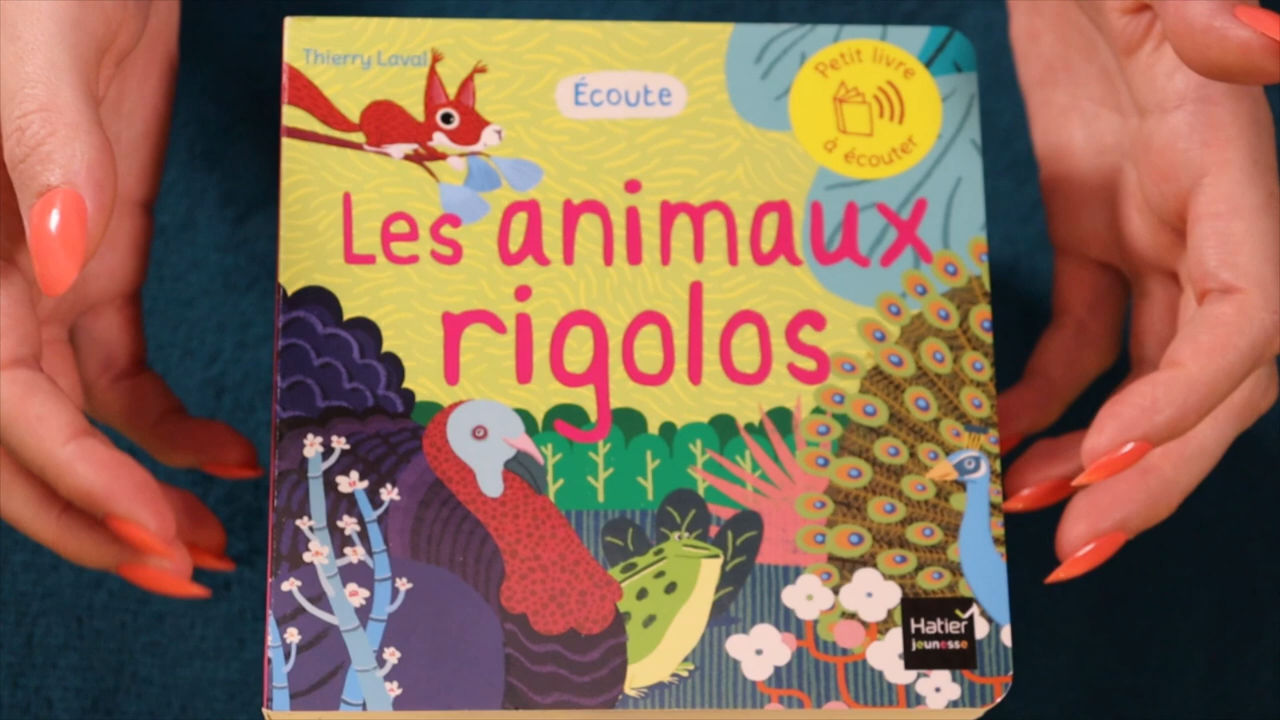 Thierry Laval
Écoute
Petit livre
à écouter
Les animaux
rigolos
Hatier
jeunesse